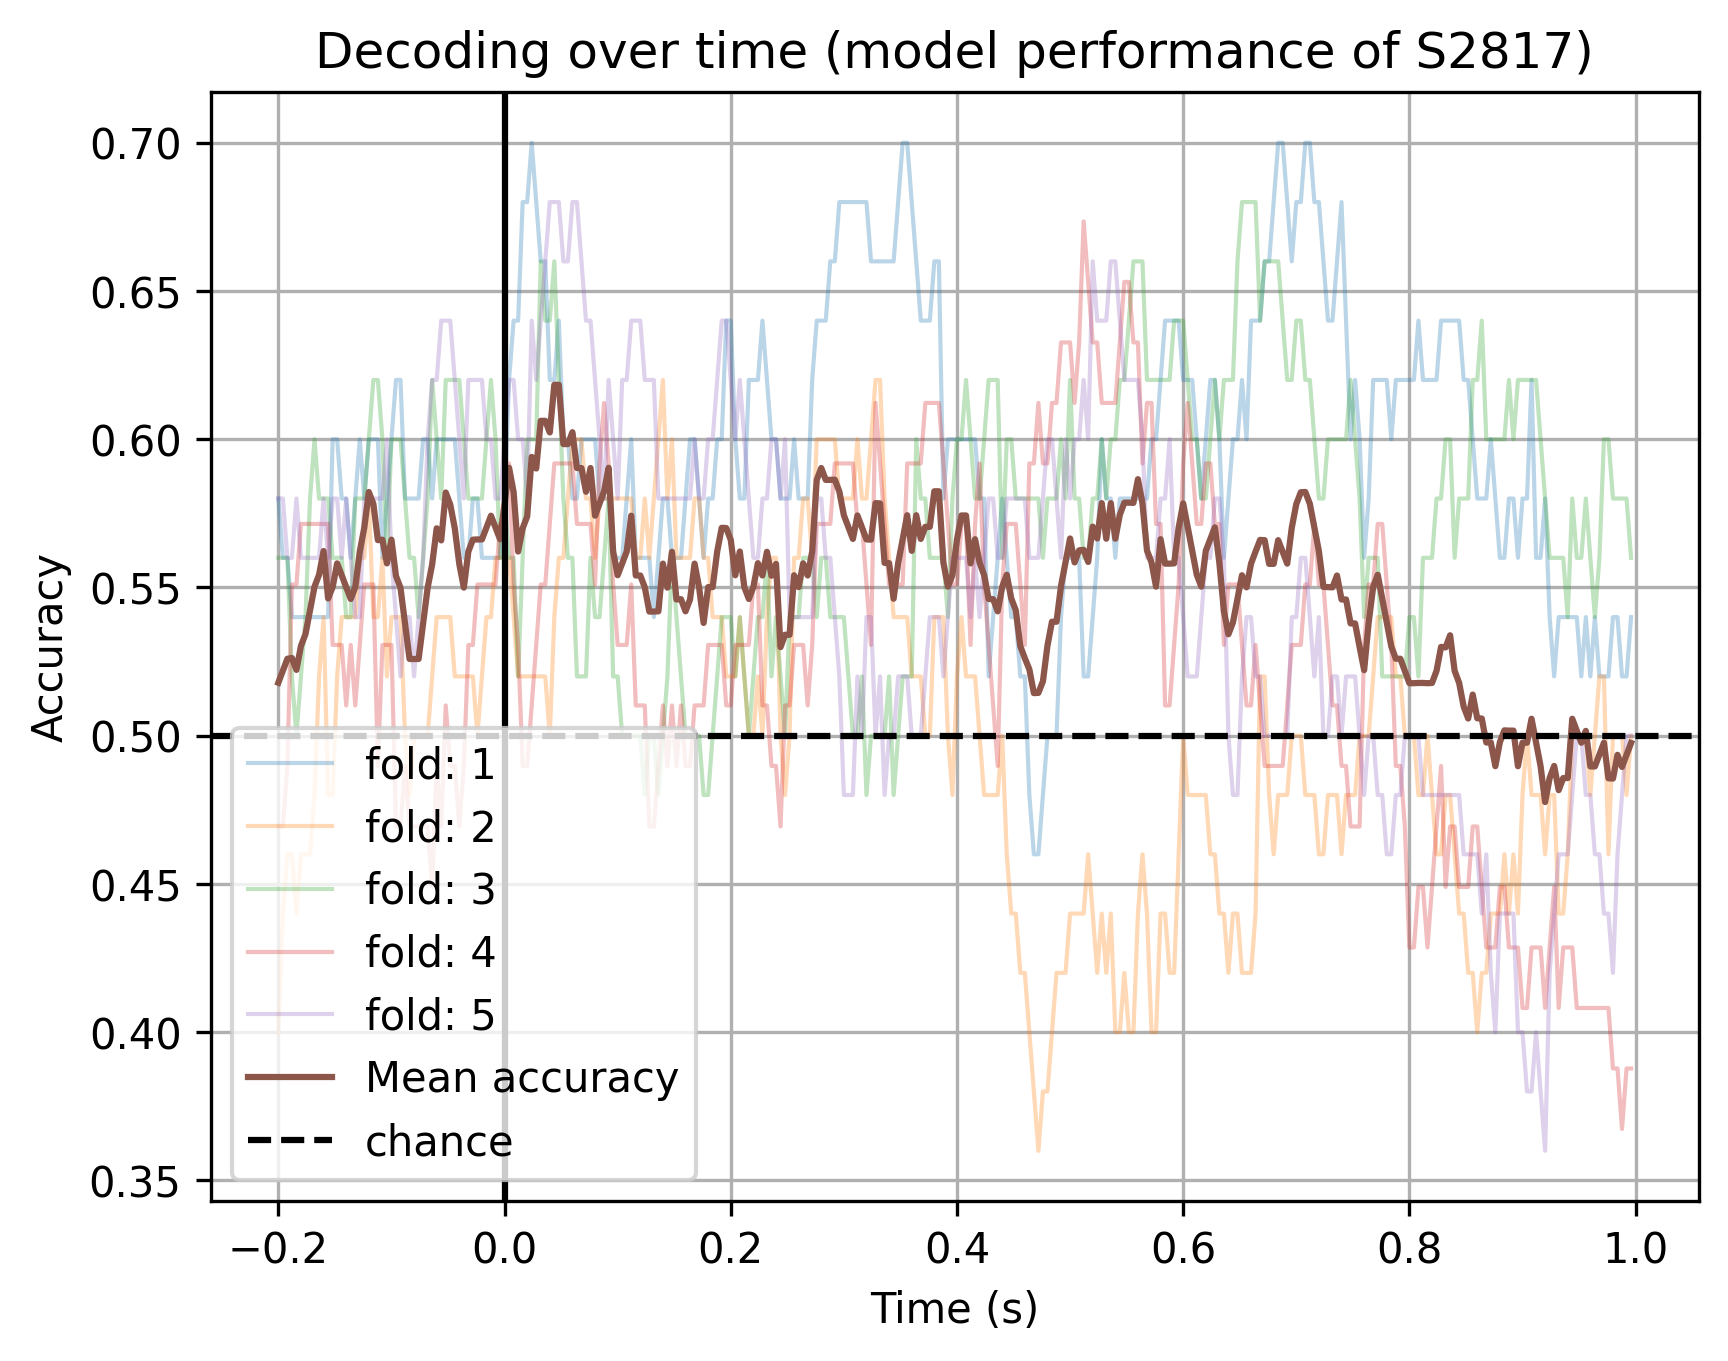 Decoding over time (model performance of S2817)
Accuracy
0.70
0.65
0.60
0.55
0.50
0.45
0.40
0.35
fold: 1
fold: 2
fold: 3
fold: 4
fold: 5
Mean accuracy
chance
−0.2 0.0 0.2 0.4 0.6 0.8 1.0
Time (s)